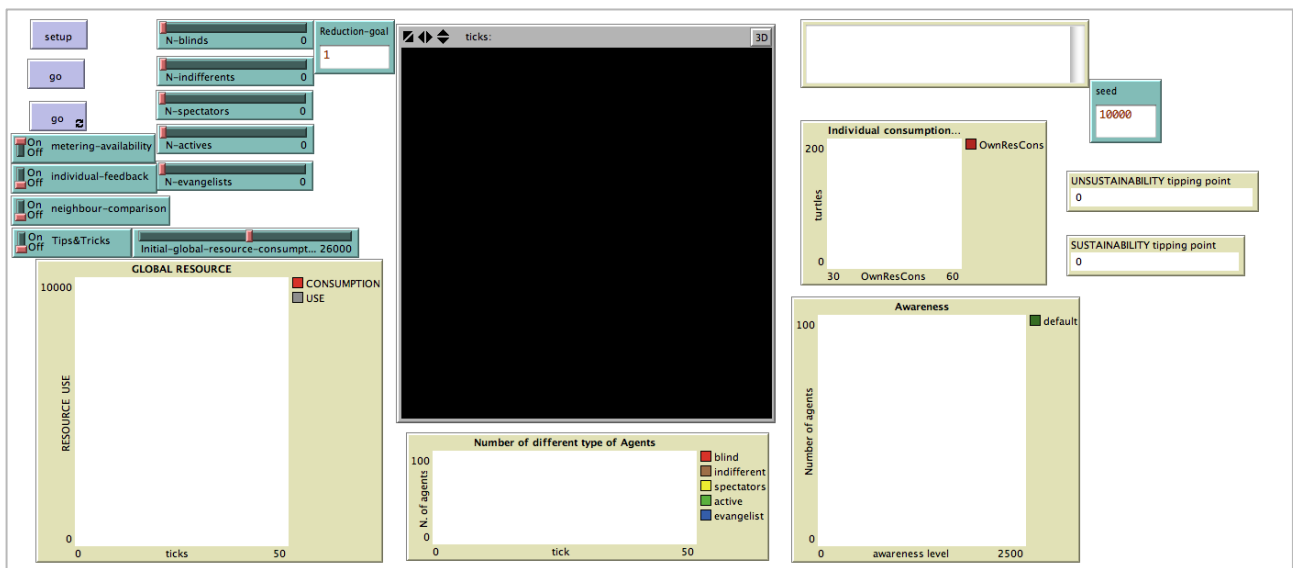 setup
go
go
N-blinds 0
N-indifferents 0
N-spectators 0
N-actives 0
N-evangelists 0
Reduction-goal
1
On
Off
metering-availability
On
Off
individual-feedback
On
Off
neighbour-comparison
On
Off
Tips&Tricks
Initial-global-resource-consumpt... 26000
GLOBAL RESOURCE
10000
RESOURCE USE
0
0 ticks 50
CONSUMPTION
USE
ticks:
3D
Number of different type of Agents
100
N. of agents
0
0 tick 50
blind
indifferent
spectators
active
evangelist
seed
10000
Individual consumption...
200
turtles
0
30 OwnResCons 60
OwnResCons
UNSUSTAINABILITY tipping point
0
SUSTAINABILITY tipping point
0
Awareness
100
Number of agents
0
0 awareness level 2500
default